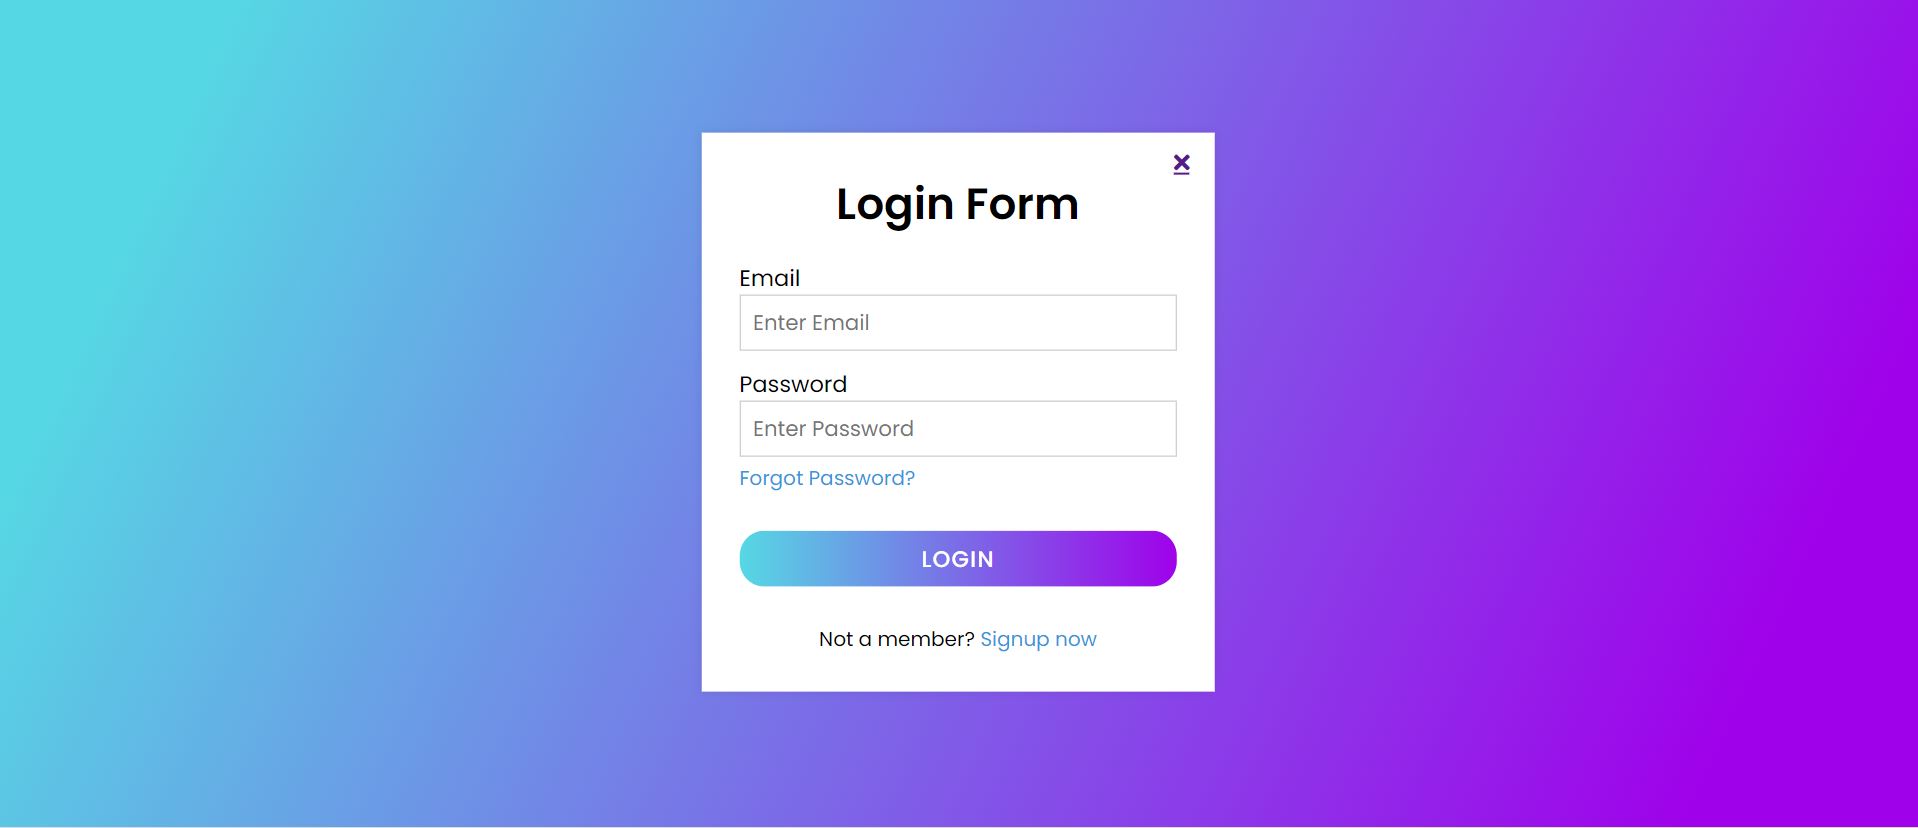 Login Form
Email
Enter Email
Password
Enter Password
Forgot Password?
LOGIN
Not a member? Signup now